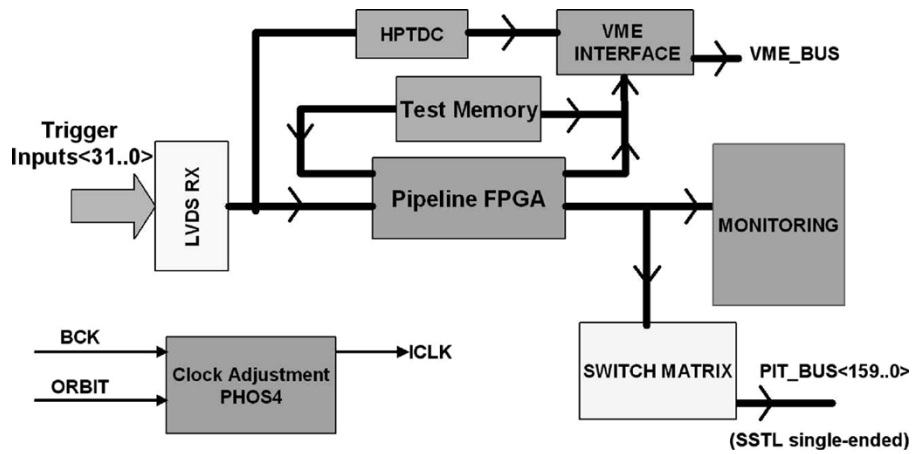 HPTDC
VME
INTERFACE
VME_BUS
Test Memory
Trigger
Inputs<31..0>
LVDS RX
Pipeline FPGA
MONITORING
BCK
ORBIT
Clock Adjustment
PHOS4
ICLK
SWITCH MATRIX
PIT_BUS<159..0>
(SSTL single-ended)